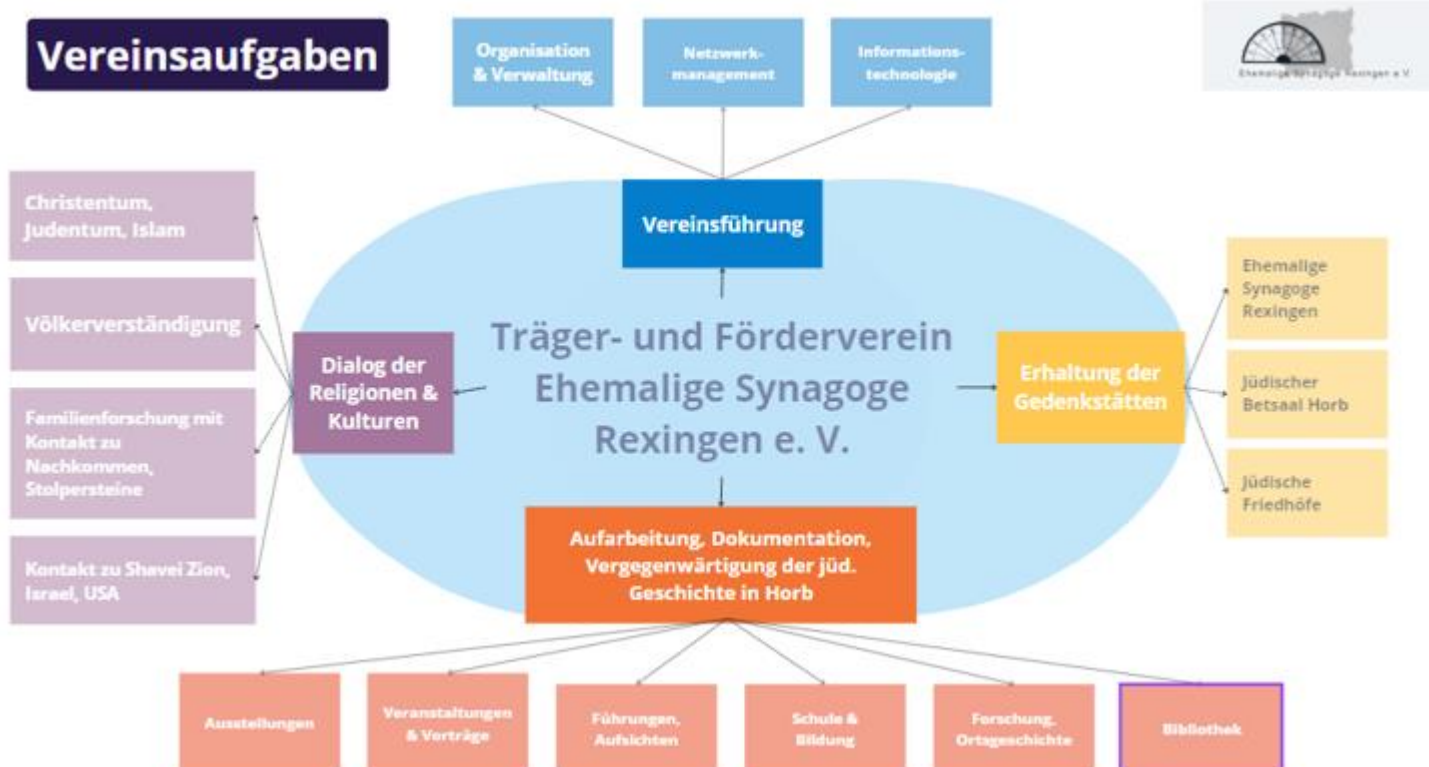 Vereinsaufgaben
Organisation
& Verwaltung
Netzwerk-
management
Informations-
technologie
Ehemalige Synagoge Rexingen e. V.
Vereinsführung
Christentum,
Judentum, Islam
Völkerverständigung
Familienforschung mit
Kontakt zu
Nachkommen,
Stolpersteine
Kontakt zu Shavei Zion,
Israel, USA
Dialog der
Religionen &
Kulturen
Träger- und Förderverein
Ehemalige Synagoge
Rexingen e. V.
Erhaltung der
Gedenkstätten
Ehemalige
Synagoge
Rexingen
Jüdischer
Betsaal Horb
Jüdische
Friedhöfe
Aufarbeitung, Dokumentation,
Vergegenwärtigung der jüd.
Geschichte in Horb
Ausstellungen
Veranstaltungen
& Vorträge
Führungen,
Aufsichten
Schule &
Bildung
Forschung,
Ortsgeschichte
Bibliothek